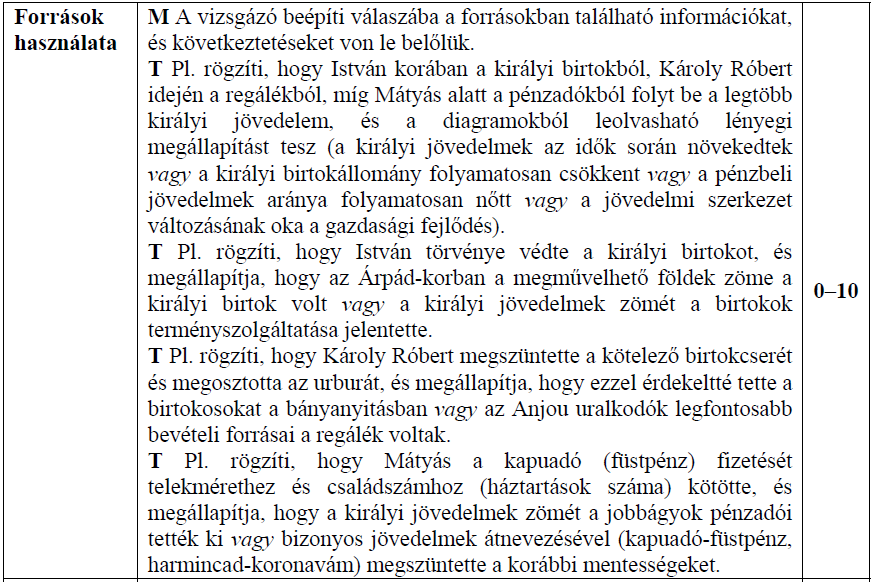 Források
használata
M A vizsgázó beépíti válaszába a forrásokban található információkat,
és következtetéseket von le belőlük.
T Pl. rögzíti, hogy István korában a királyi birtokból, Károly Róbert
idején a regálékból, míg Mátyás alatt a pénzadókból folyt be a legtöbb
királyi jövedelem, és a diagramokból leolvasható lényegi
megállapítást tesz (a királyi jövedelmek az idők során növekedtek
vagy a királyi birtokállomány folyamatosan csökkent vagy a pénzbeli
jövedelmek aránya folyamatosan nőtt vagy a jövedelmi szerkezet
változásának oka a gazdasági fejlődés).
T Pl. rögzíti, hogy István törvénye védte a királyi birtokot, és
megállapítja, hogy az Árpád-korban a megművelhető földek zöme a
királyi birtok volt vagy a királyi jövedelmek zömét a birtokok
terményszolgáltatása jelentette.
T Pl. rögzíti, hogy Károly Róbert megszüntette a kötelező birtokcserét
és megosztotta az urburát, és megállapítja, hogy ezzel érdekeltté tette a
birtokosokat a bányanyitásban vagy az Anjou uralkodók legfontosabb
bevételi forrásai a regálék voltak.
T Pl. rögzíti, hogy Mátyás a kapuadó (füstpénz) fizetését
telekmérethez és családszámhoz (háztartások száma) kötötte, és
megállapítja, hogy a királyi jövedelmek zömét a jobbágyok pénzadói
tették ki vagy bizonyos jövedelmek átnevezésével (kapuadó-füstpénz,
harmincad-koronavám) megszüntette a korábbi mentességeket.
0–10